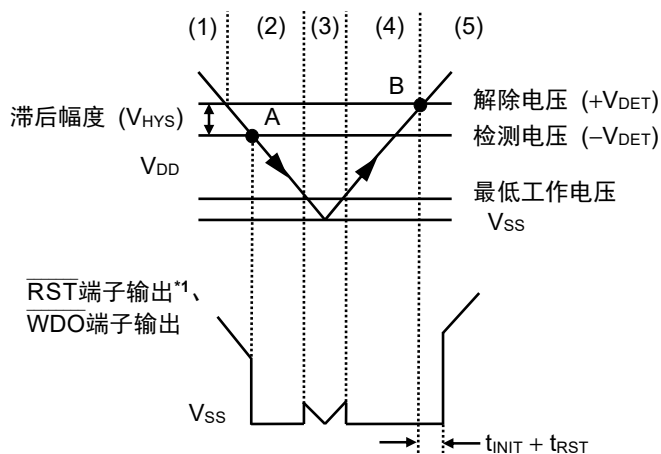 (1) (2) (3) (4) (5)
A
B
滞后幅度 (VHYS)
解除电压 (+VDET)
检测电压 (−VDET)
VDD
最低工作电压
VSS
RST端子输出*1、
WDO端子输出
VSS
tINIT + tRST